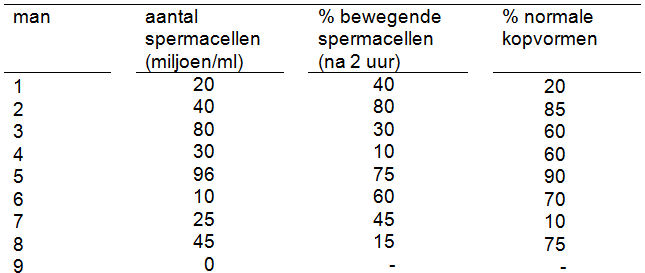 man aantal % bewegende % normale
spermacellen spermacellen kopvormen
(miljoen/ml) (na 2 uur)
1 20 40 20
2 40 80 85
3 80 30 60
4 30 10 60
5 96 75 90
6 10 60 70
7 25 45 10
8 45 15 75
9 0 - -